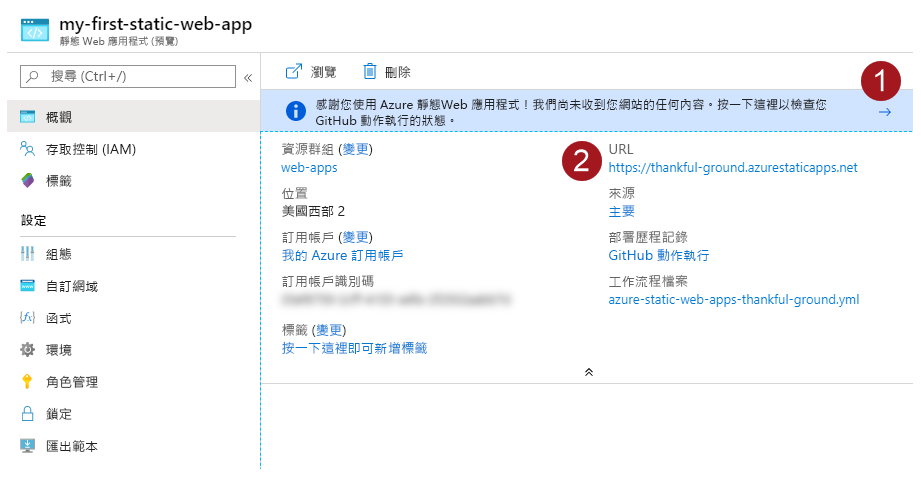 my-first-static-web-app
靜態 Web 應用程式 (預覽)
搜尋 (Ctrl+/)
«
瀏覽
刪除
1
感謝您使用 Azure 靜態Web 應用程式！我們尚未收到您網站的任何內容。按一下這裡以檢查您
GitHub 動作執行的狀態。
概觀
存取控制 (IAM)
標籤
設定
組態
自訂網域
函式
環境
角色管理
鎖定
匯出範本
資源群組 (變更)
web-apps
位置
美國西部 2
訂用帳戶 (變更)
我的 Azure 訂用帳戶
訂用帳戶識別碼
標籤 (變更)
按一下這裡即可新增標籤
2
URL
https://thankful-ground.azurestaticapps.net
來源
主要
部署歷程記錄
GitHub 動作執行
工作流程檔案
azure-static-web-apps-thankful-ground.yml